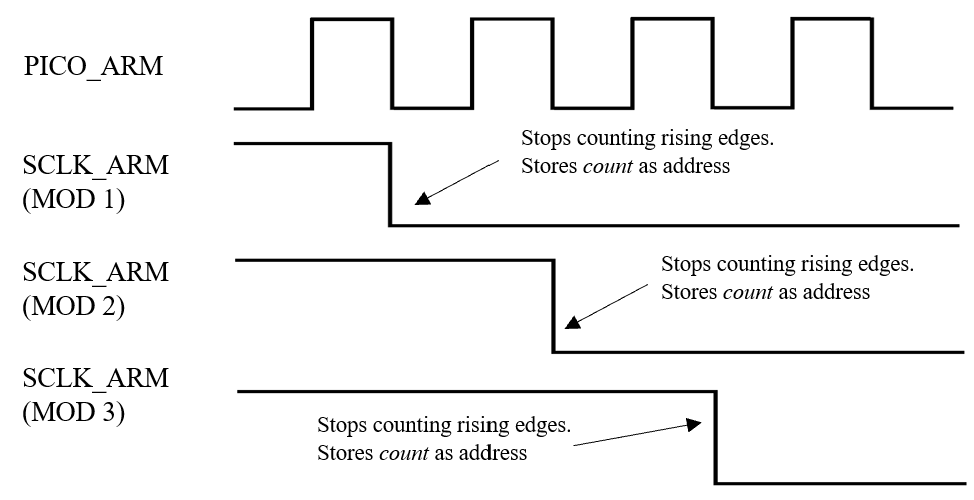 PICO_ARM
Stops counting rising edges.
Stores count as address
SCLK_ARM
(MOD 1)
Stops counting rising edges.
Stores count as address
SCLK_ARM
(MOD 2)
SCLK_ARM
(MOD 3)
Stops counting rising edges.
Stores count as address